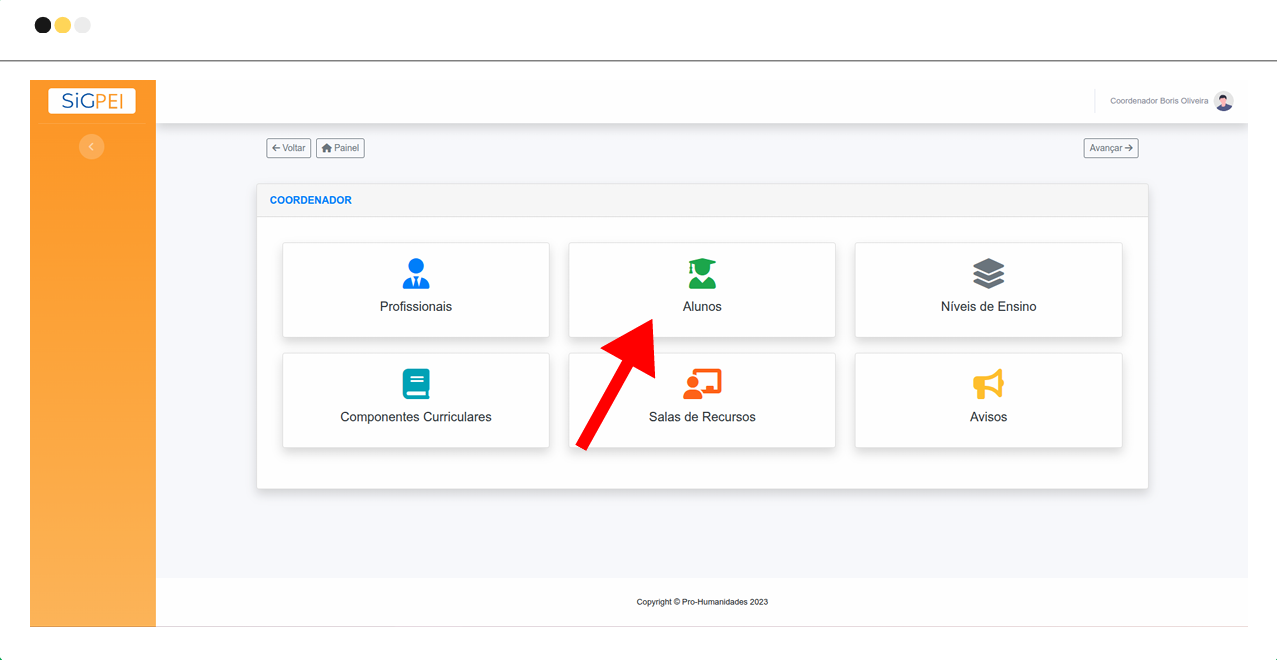 SiGPEI
Coordenador Boris Oliveira
Voltar
Painel
Avançar
COORDENADOR
Profissionais
Alunos
Níveis de Ensino
Componentes Curriculares
Salas de Recursos
Avisos
Copyright © Pro-Humanidades 2023